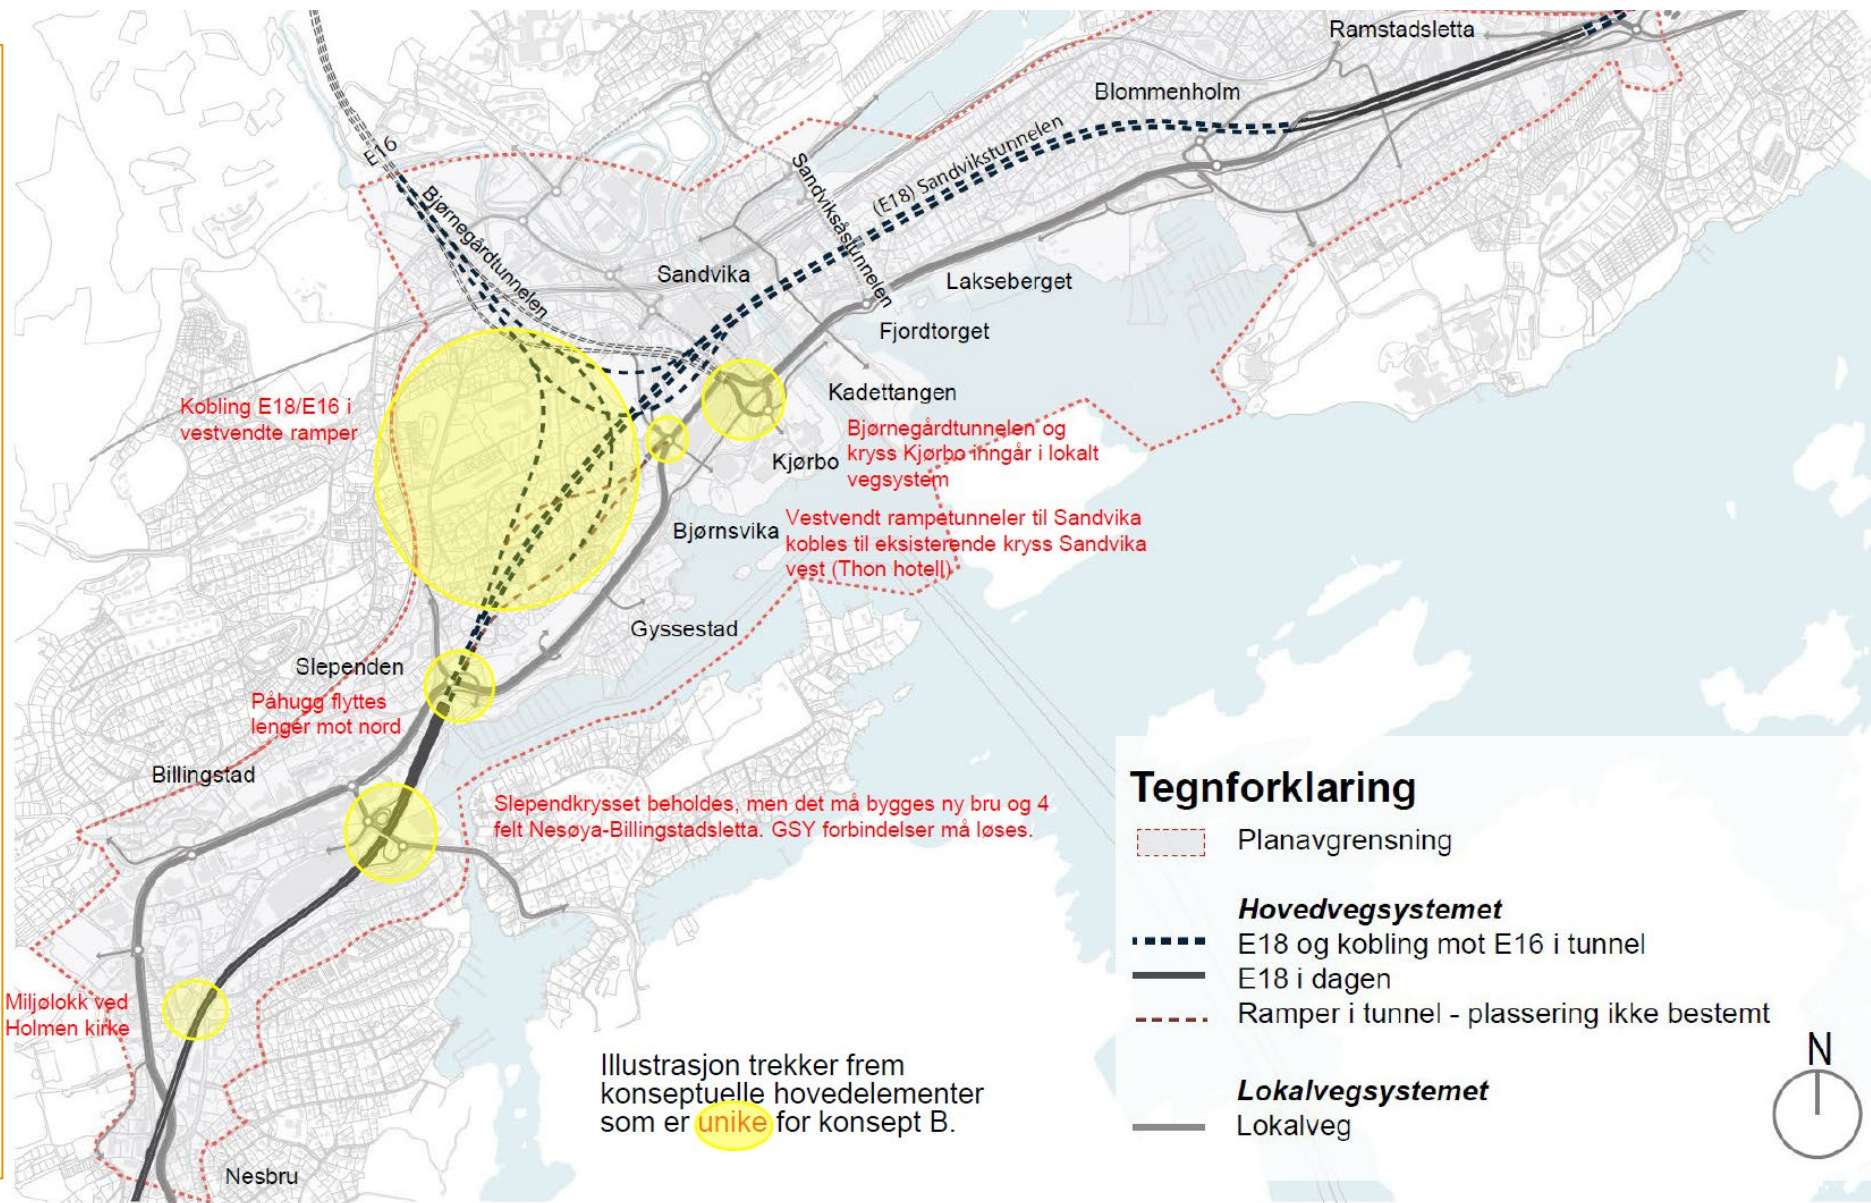 Ramstadsletta
Blommenholm
E16
(E18) Sandvikstunnelen
Sandviksåstunnelen
Bjørnegårdtunnelen
Sandvika
Lakseberget
Fjordtorget
Kobling E18/E16 i
vestvendte ramper
Kadettangen
Bjørnegårdtunnelen og
kryss Kjørbo inngår i lokalt
vegsystem
Kjørbo
Bjørnsvika
Vestvendt rampetunneler til Sandvika
kobles til eksisterende kryss Sandvika
vest (Thon hotell)
Gyssestad
Slependen
Påhugg flyttes
lenger mot nord
Billingstad
Slependkrysset beholdes, men det må bygges ny bru og 4
felt Nesøya-Billingstadsletta. GSY forbindelser må løses.
Miljølokk ved
Holmen kirke
Nesbru
Illustrasjon trekker frem
konseptuelle hovedelementer
som er unike for konsept B.
Tegnforklaring
Planavgrensning
Hovedvegsystemet
E18 og kobling mot E16 i tunnel
E18 i dagen
Ramper i tunnel - plassering ikke bestemt
Lokalvegsystemet
Lokalveg
N